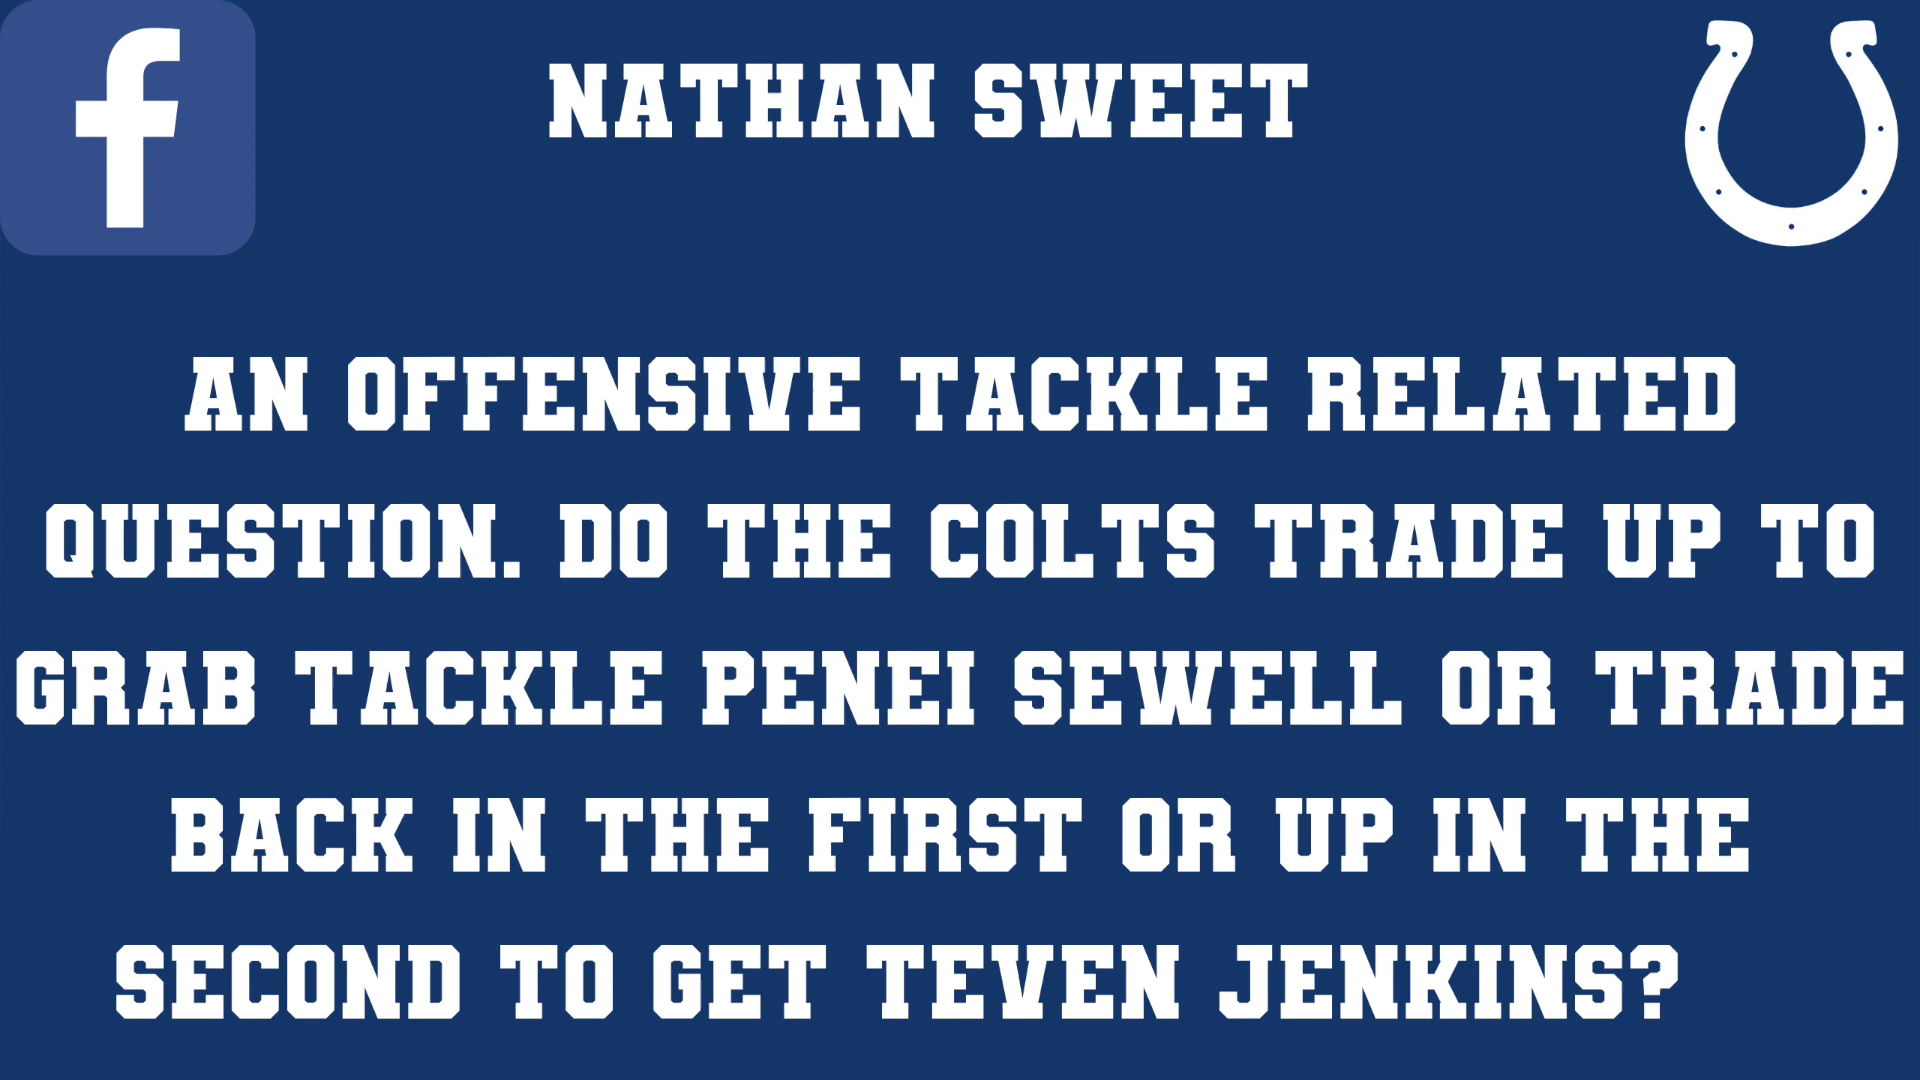 f
NATHAN SWEET
AN OFFENSIVE TACKLE RELATED
QUESTION. DO THE COLTS TRADE UP TO
GRAB TACKLE PENEI SEWELL OR TRADE
BACK IN THE FIRST OR UP IN THE
SECOND TO GET TEVEN JENKINS?